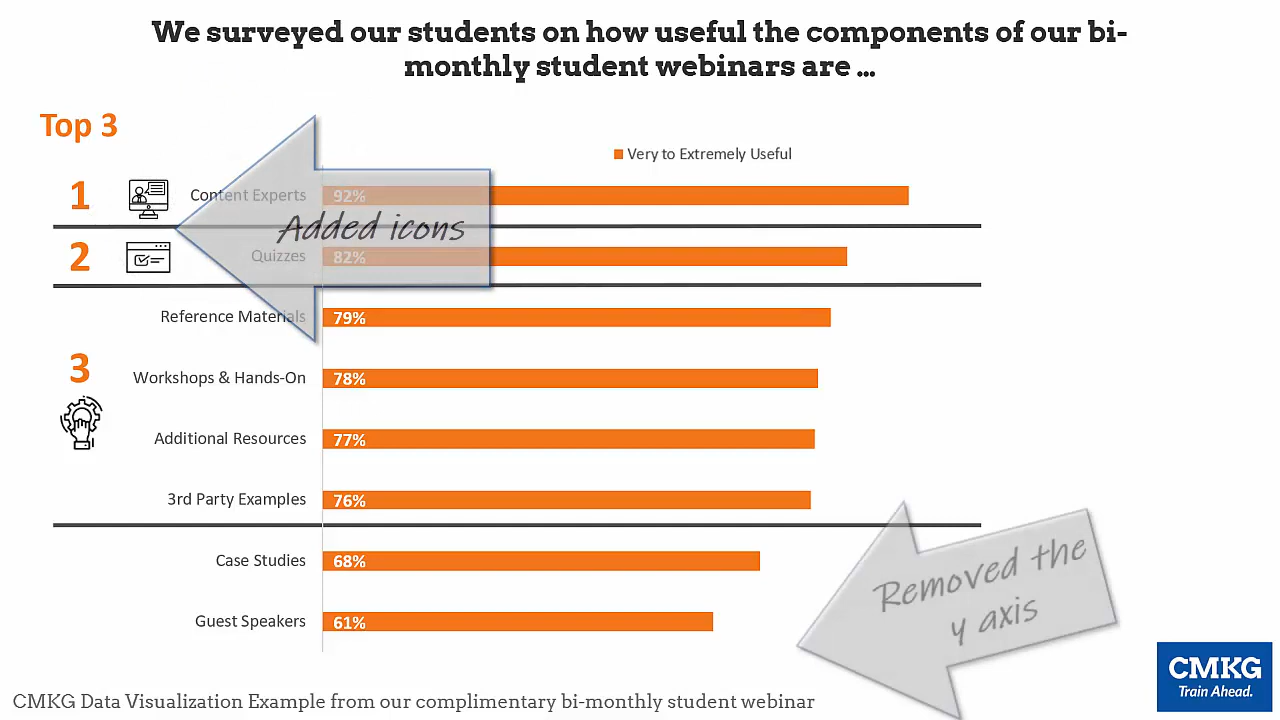 We surveyed our students on how useful the components of our bi-
monthly student webinars are ...
Top 3
Very to Extremely Useful
1
Content Experts
92%
Added icons
2
Quizzes
82%
Reference Materials
79%
3
Workshops & Hands-On
78%
Additional Resources
77%
3rd Party Examples
76%
Case Studies
68%
Removed the
y axis
Guest Speakers
61%
CMKG
Train Ahead.
CMKG Data Visualization Example from our complimentary bi-monthly student webinar